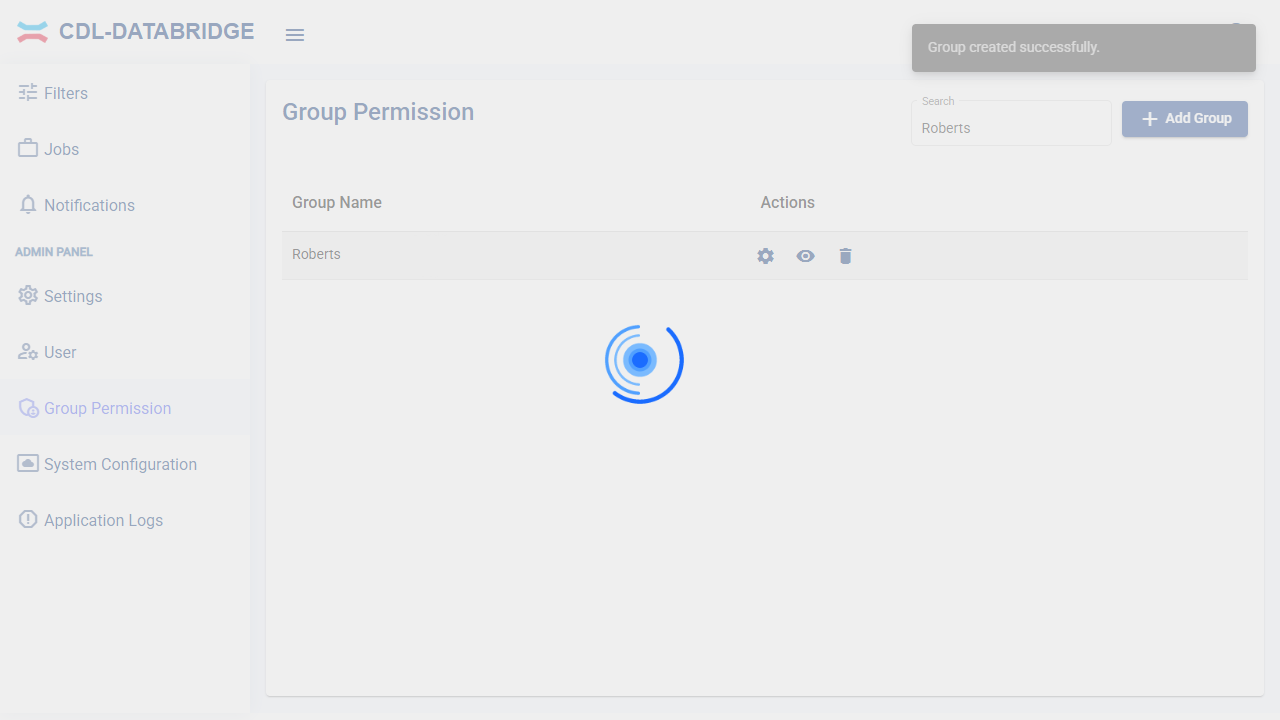 CDL-DATABRIDGE
Group created successfully.
Filters
Jobs
Notifications
ADMIN PANEL
Settings
User
Group Permission
System Configuration
Application Logs
Group Permission
Search
Roberts
Add Group
Group Name
Actions
Roberts